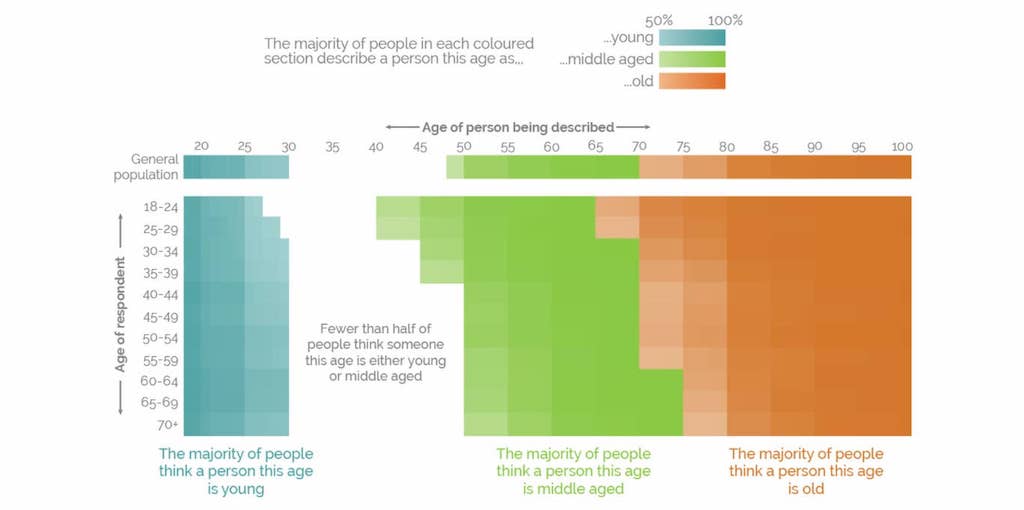 50% 100%
The majority of people in each coloured
section describe a person this age as...
...young
...middle aged
...old
Age of person being described
20 25 30 35 40 45 50 55 60 65 70 75 80 85 90 95 100
General
population
Age of respondent
18-24
25-29
30-34
35-39
40-44
45-49
50-54
55-59
60-64
65-69
70+
Fewer than half of
people think someone
this age is either young
or middle aged
The majority of people
think a person this age
is young
The majority of people
think a person this age
is middle aged
The majority of people
think a person this age
is old